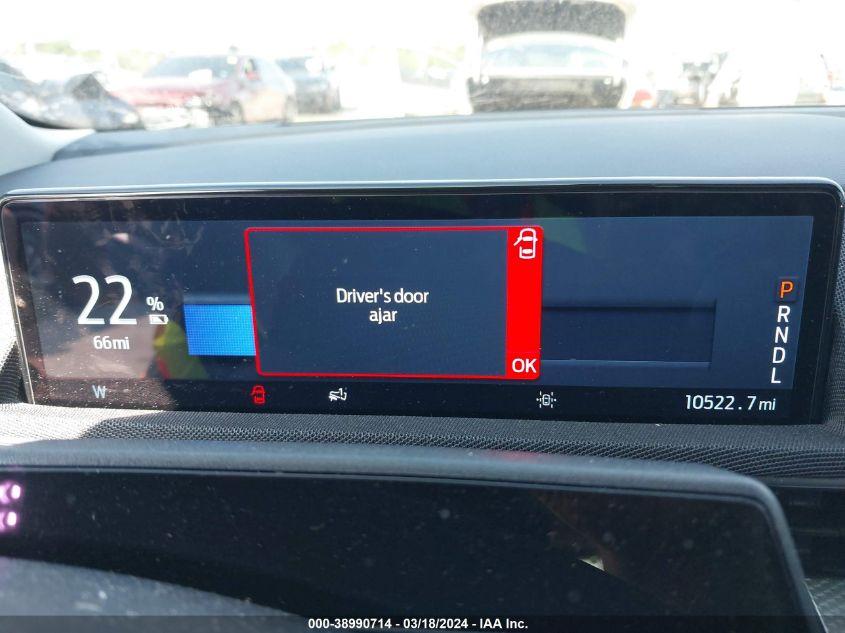 22 %
66mi
W
Driver's door
ajar
OK
P
R
N
D
L
10522.7 mi
000-38990714 - 03/18/2024 - IAA Inc.